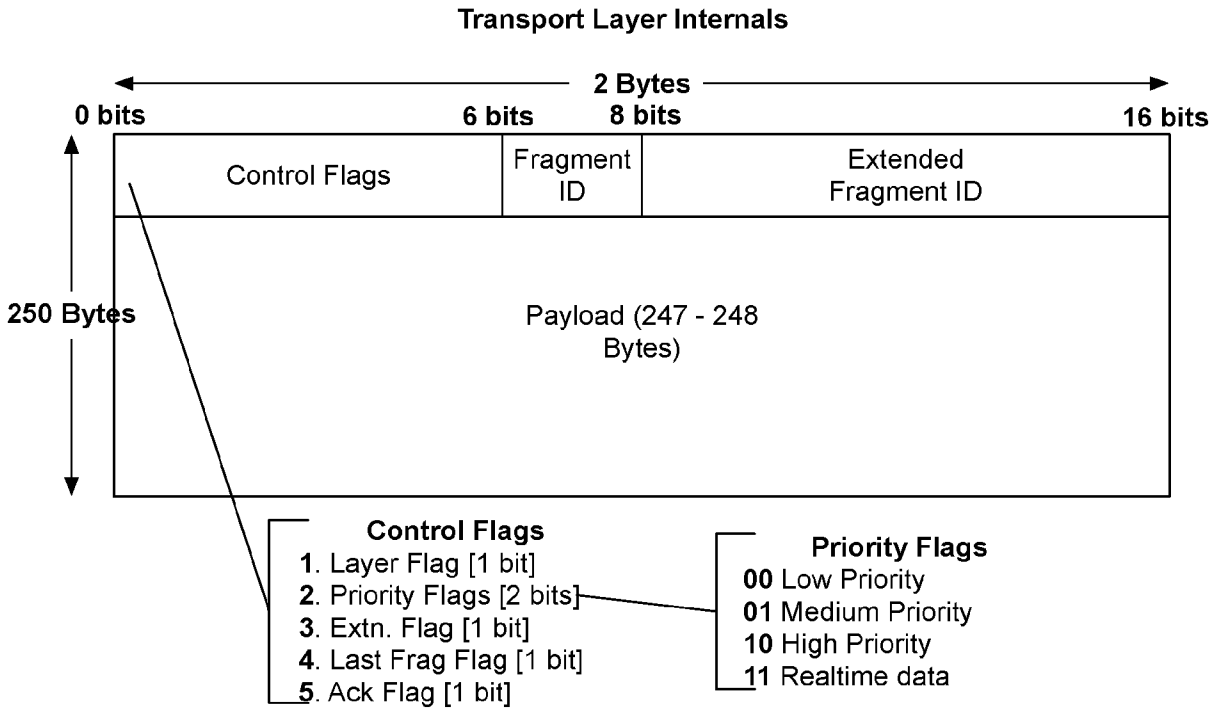 Transport Layer Internals
2 Bytes
0 bits
6 bits
8 bits
16 bits
Control Flags
Fragment
ID
Extended
Fragment ID
250 Bytes
Payload (247 - 248
Bytes)
Control Flags
1. Layer Flag [1 bit]
2. Priority Flags [2 bits]
3. Extn. Flag [1 bit]
4. Last Frag Flag [1 bit]
5. Ack Flag [1 bit]
Priority Flags
00 Low Priority
01 Medium Priority
10 High Priority
11 Realtime data